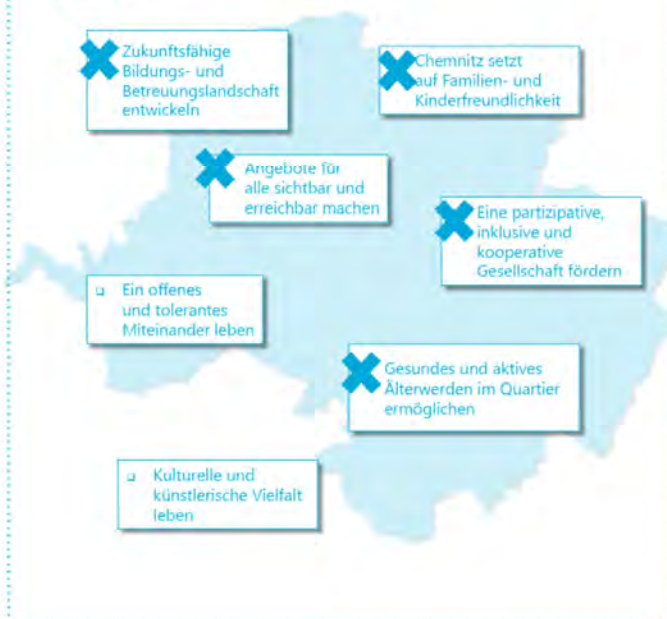 Zukunftsfähige
Bildungs- und
Betreuungslandschaft
entwickeln
Chemnitz setzt
auf Familien- und
Kinderfreundlichkeit
Angebote für
alle sichtbar und
erreichbar machen
Eine partizipative,
inklusive und
kooperative
Gesellschaft fördern
Ein offenes
und tolerantes
Miteinander leben
Gesundes und aktives
Älterwerden im Quartier
ermöglichen
Kulturelle und
künstlerische Vielfalt
leben